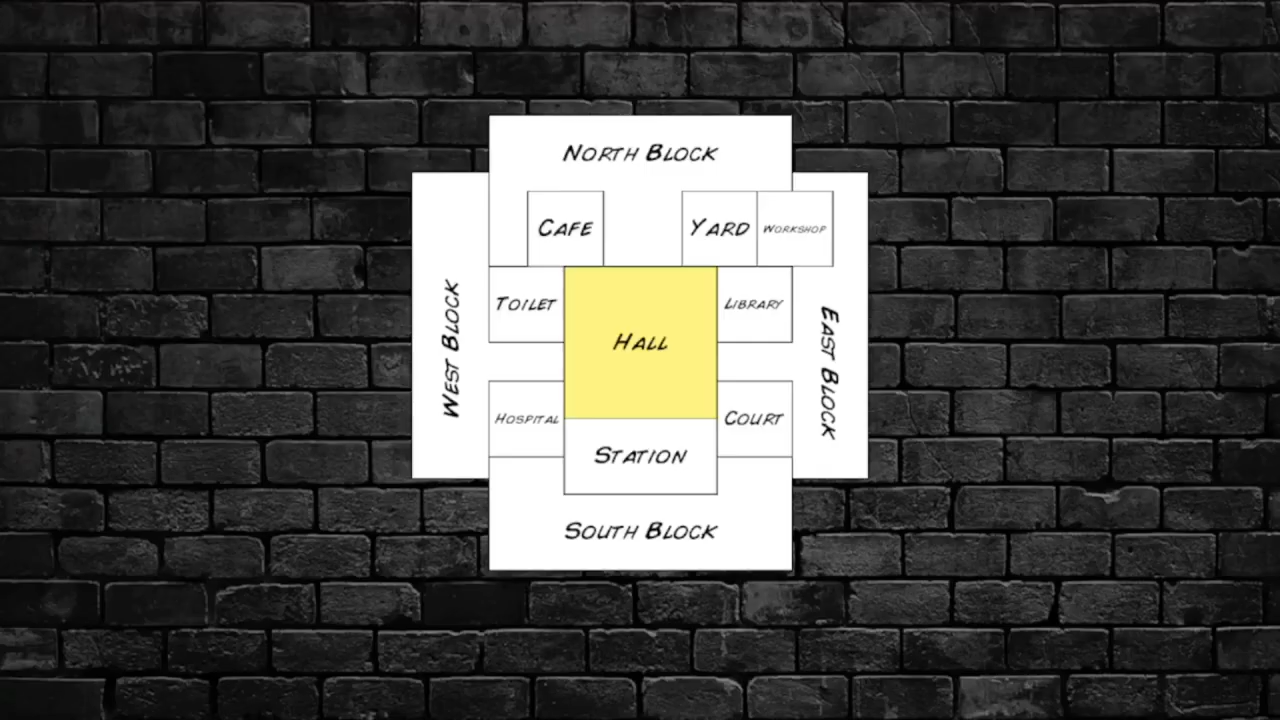 NORTH BLOCK
CAFE
YARD
WORKSHOP
TOILET
LIBRARY
HALL
WEST BLOCK
EAST BLOCK
HOSPITAL
COURT
STATION
SOUTH BLOCK